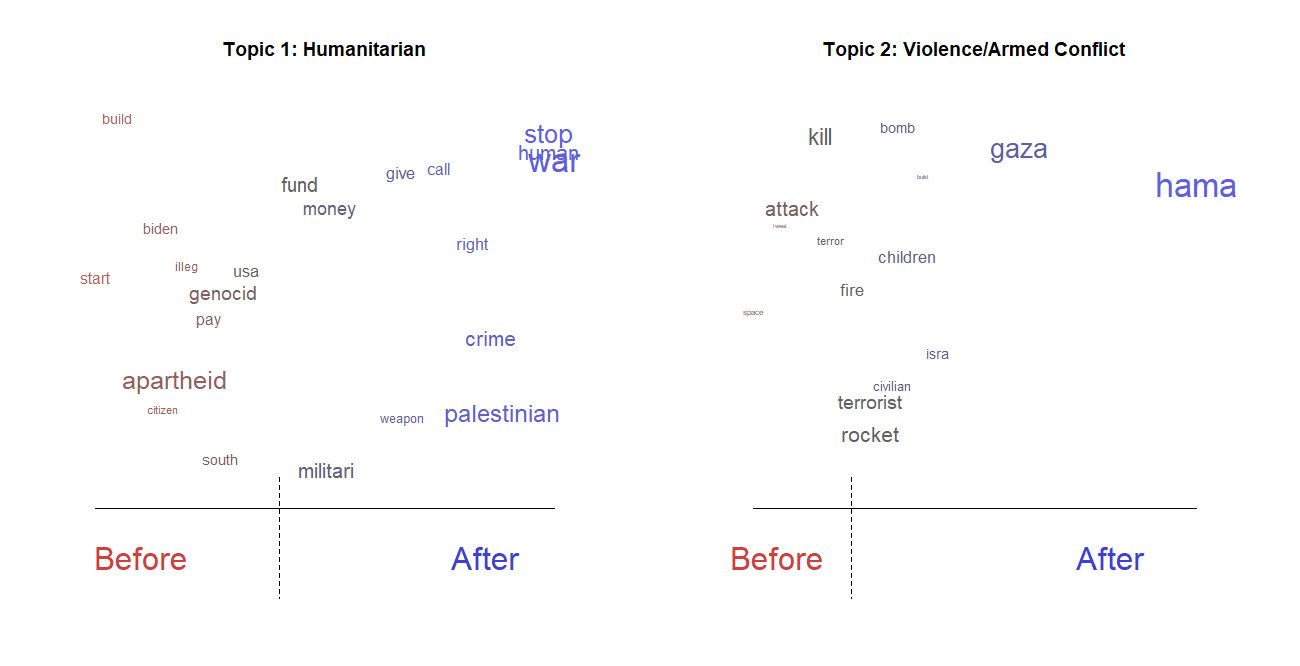 Topic 1: Humanitarian
build
stop
human
war
give
call
fund
money
biden
right
illeg
usa
start
genocid
pay
crime
apartheid
citizen
weapon
palestinian
south
militari
Before
After
Topic 2: Violence/Armed Conflict
bomb
kill
gaza
build
hama
attack
terror
children
fire
space
isra
civilian
terrorist
rocket
Before
After